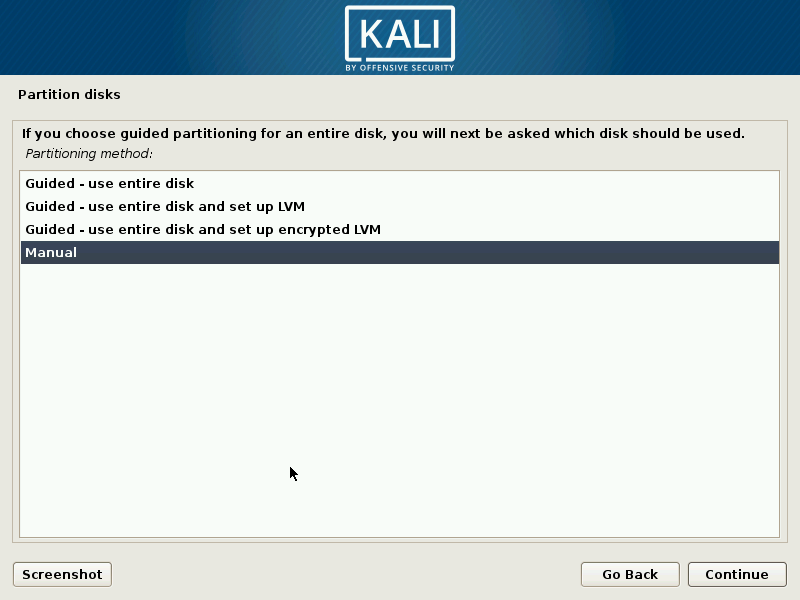 KALI
BY OFFENSIVE SECURITY
Partition disks
If you choose guided partitioning for an entire disk, you will next be asked which disk should be used.
Partitioning method:
Guided - use entire disk
Guided - use entire disk and set up LVM
Guided - use entire disk and set up encrypted LVM
Manual
Screenshot
Go Back
Continue